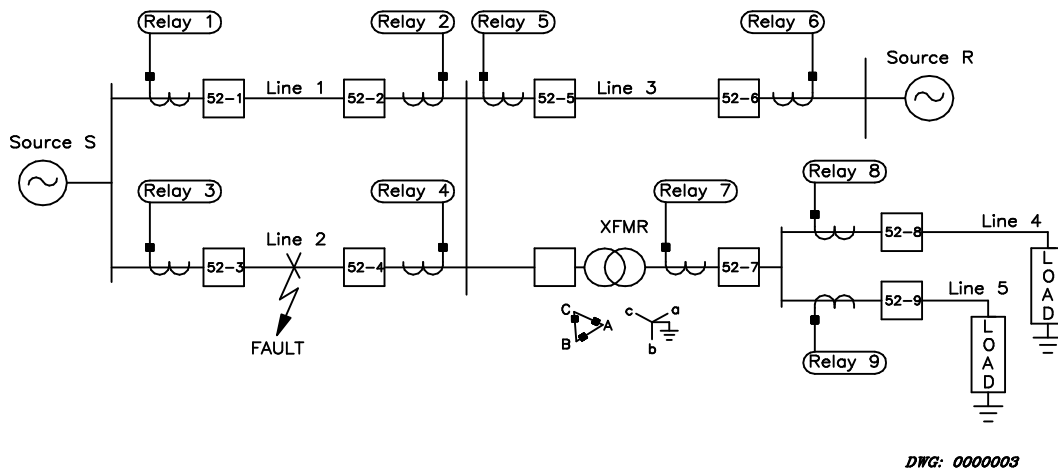 Relay 1
Relay 2
Relay 5
Relay 6
Source R
52-1
Line 1
52-2
52-5
Line 3
52-6
Source S
Relay 3
Relay 4
Relay 7
Relay 8
XFMR
52-8
Line 4
52-3
Line 2
52-4
52-7
LOAD
Line 5
52-9
C
A
B
c
a
b
LOAD
FAULT
Relay 9
DWG: 0000003